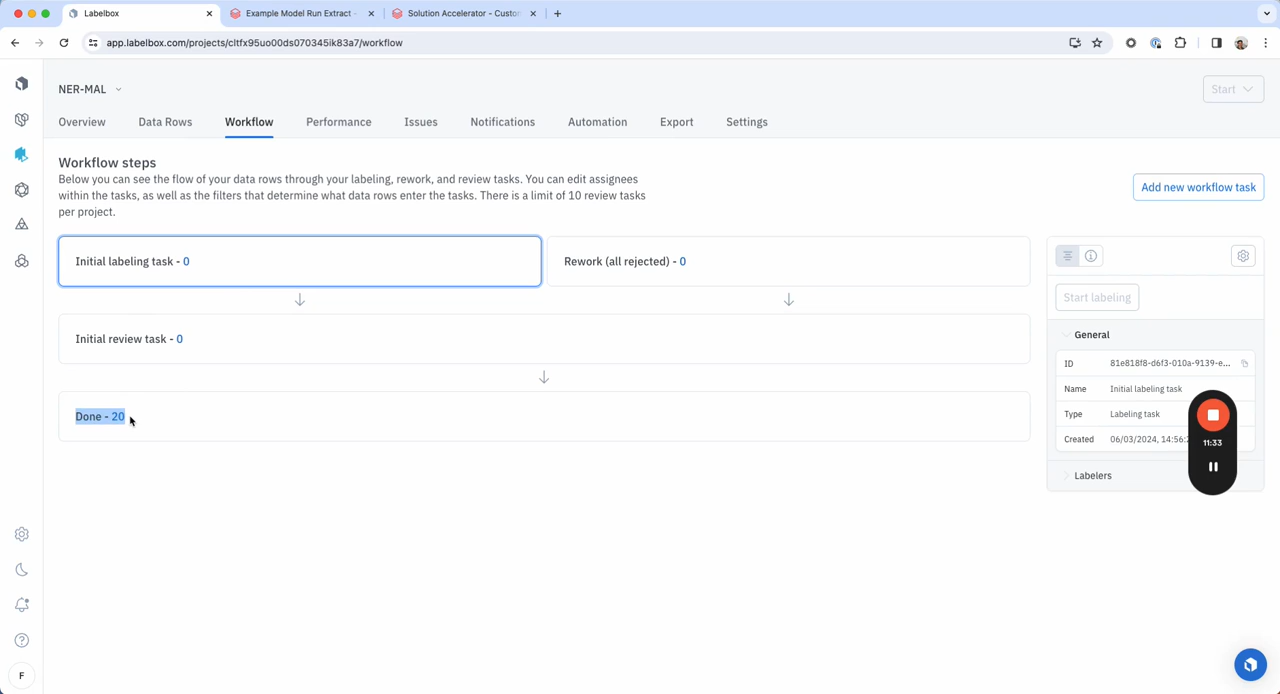 Labelbox
Example Model Run Extract -
Solution Accelerator - Custon
app.labelbox.com/projects/cltfx95uo00ds070345ik83a7/workflow
NER-MAL
Start
Overview
Data Rows
Workflow
Performance
Issues
Notifications
Automation
Export
Settings
Workflow steps
Below you can see the flow of your data rows through your labeling, rework, and review tasks. You can edit assignees
within the tasks, as well as the filters that determine what data rows enter the tasks. There is a limit of 10 review tasks
per project.
Add new workflow task
Initial labeling task - 0
Rework (all rejected) - 0
Initial review task - 0
Done - 20
Start labeling
General
ID 81e818f8-d6f3-010a-9139-e...
Name Initial labeling task
Type Labeling task
Created 06/03/2024, 14:56:
Labelers
11:33
F